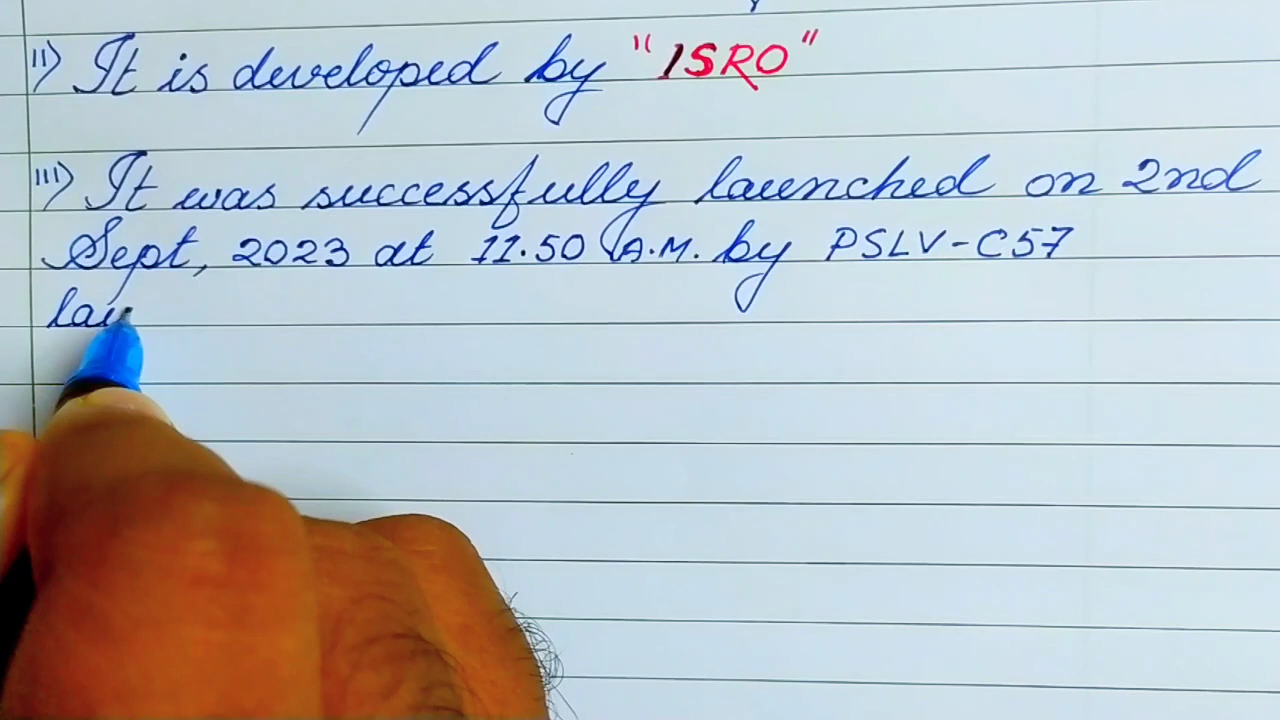 II) It is developed by "ISRO"
III) It was successfully launched on 2nd
Sept, 2023 at 11.50 A.M. by PSLV-C57
lau